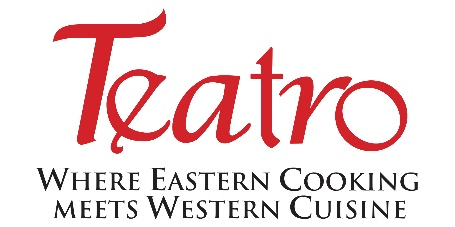 Teatro
WHERE EASTERN COOKING
MEETS WESTERN CUISINE